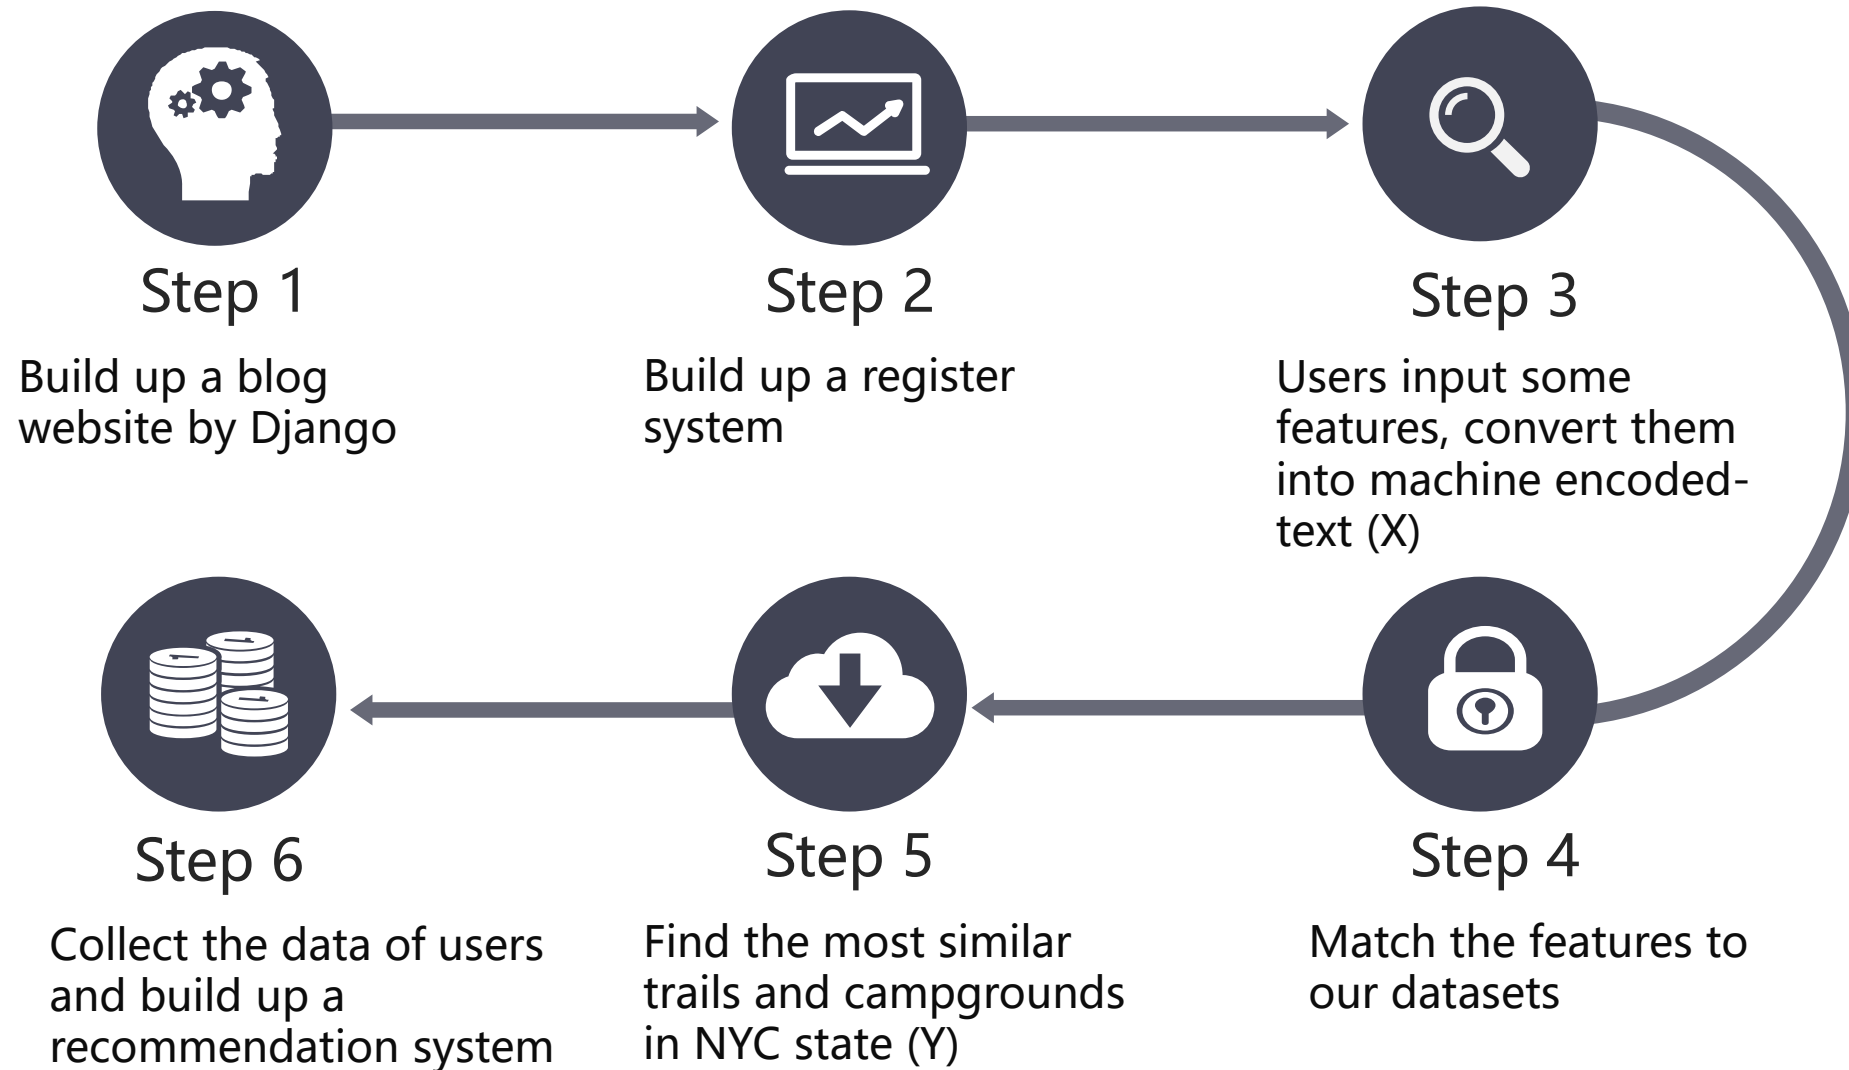 Step 1
Build up a blog
website by Django
Step 2
Build up a register
system
Step 3
Users input some
features, convert them
into machine encoded-
text (X)
Step 4
Match the features to
our datasets
Step 5
Find the most similar
trails and campgrounds
in NYC state (Y)
Step 6
Collect the data of users
and build up a
recommendation system